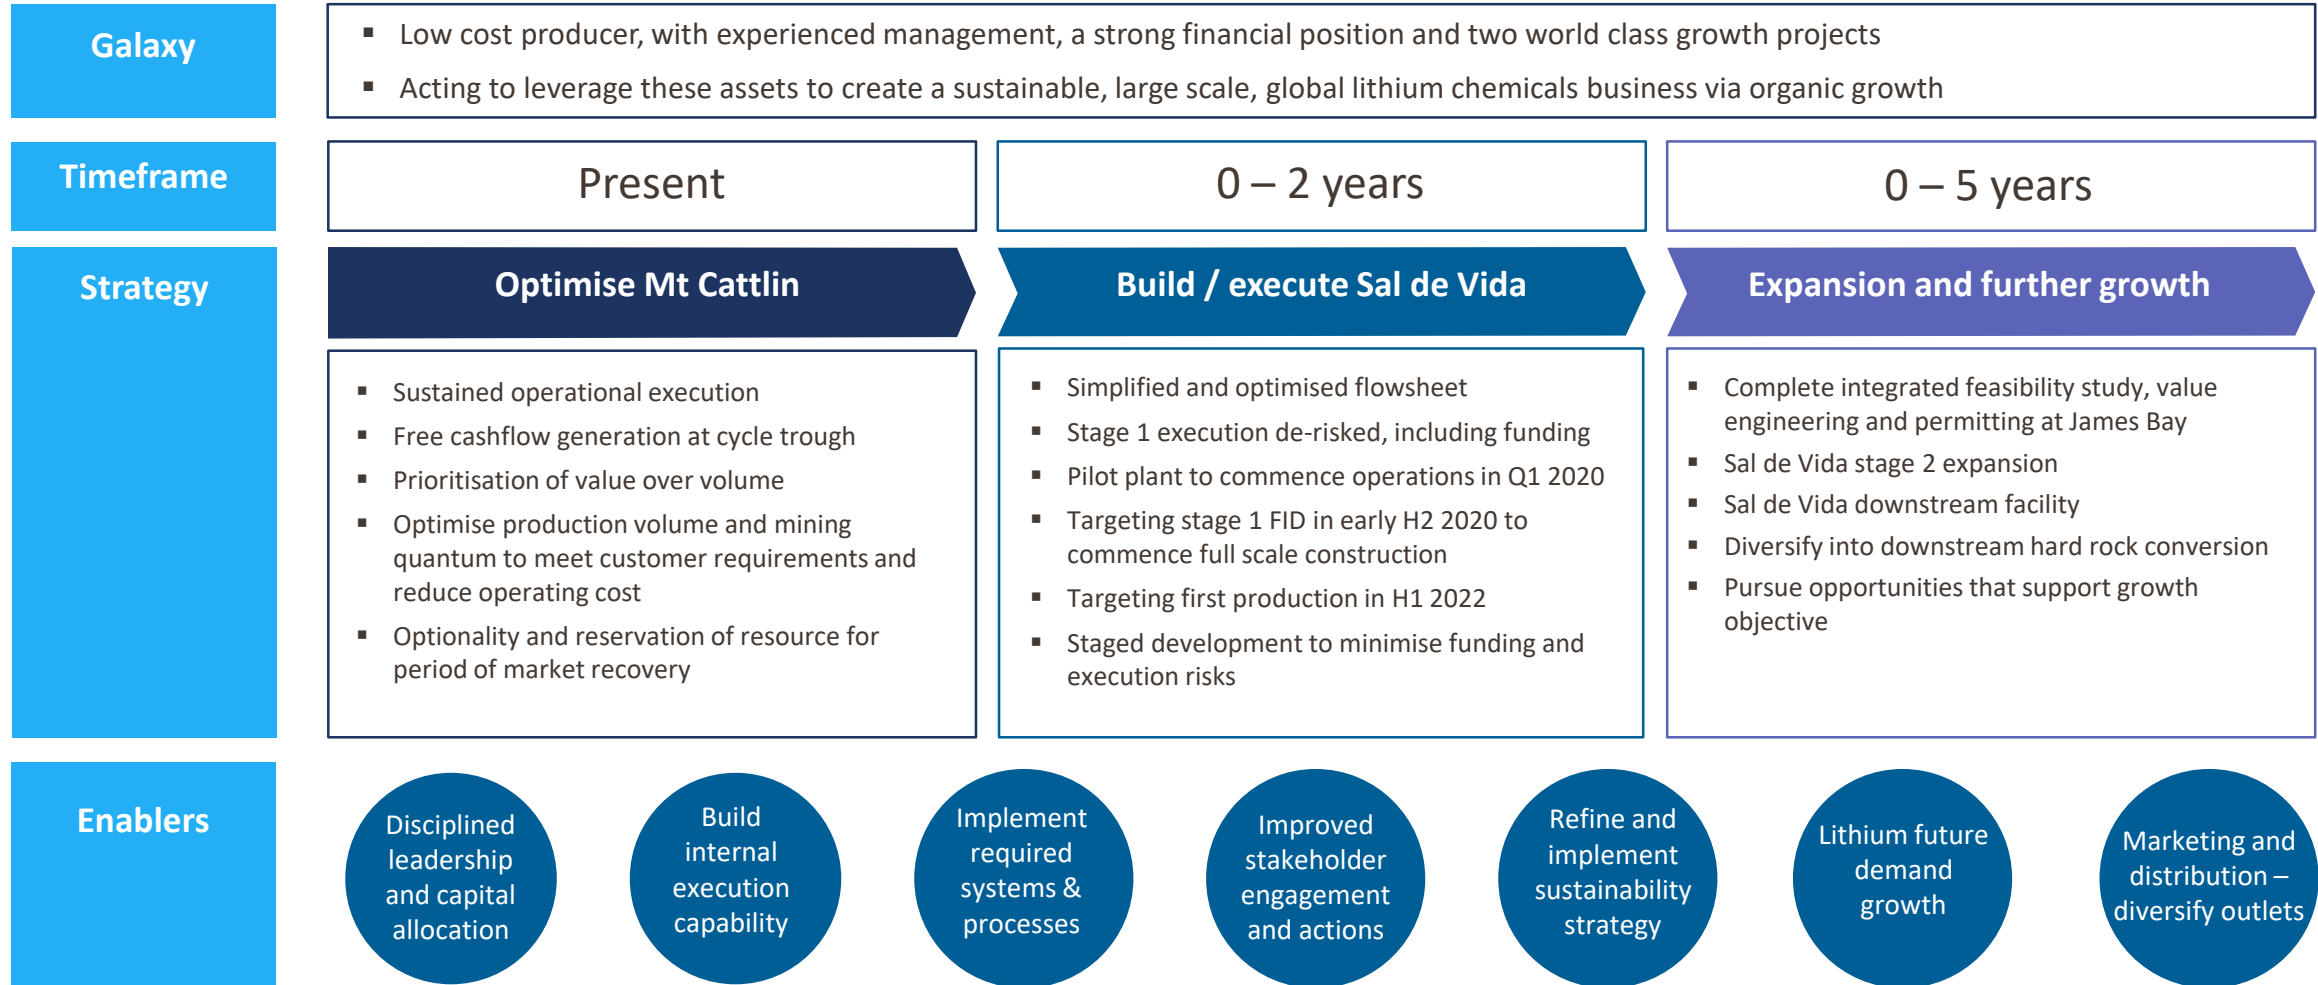 Galaxy
▪ Low cost producer, with experienced management, a strong financial position and two world class growth projects
▪ Acting to leverage these assets to create a sustainable, large scale, global lithium chemicals business via organic growth
Timeframe
Present
0 – 2 years
0 – 5 years
Strategy
Optimise Mt Cattlin
▪ Sustained operational execution
▪ Free cashflow generation at cycle trough
▪ Prioritisation of value over volume
▪ Optimise production volume and mining
quantum to meet customer requirements and
reduce operating cost
▪ Optionality and reservation of resource for
period of market recovery
Build / execute Sal de Vida
▪ Simplified and optimised flowsheet
▪ Stage 1 execution de-risked, including funding
▪ Pilot plant to commence operations in Q1 2020
▪ Targeting stage 1 FID in early H2 2020 to
commence full scale construction
▪ Targeting first production in H1 2022
▪ Staged development to minimise funding and
execution risks
Expansion and further growth
▪ Complete integrated feasibility study, value
engineering and permitting at James Bay
▪ Sal de Vida stage 2 expansion
▪ Sal de Vida downstream facility
▪ Diversify into downstream hard rock conversion
▪ Pursue opportunities that support growth
objective
Enablers
Disciplined
leadership
and capital
allocation
Build
internal
execution
capability
Implement
required
systems &
processes
Improved
stakeholder
engagement
and actions
Refine and
implement
sustainability
strategy
Lithium future
demand
growth
Marketing and
distribution –
diversify outlets